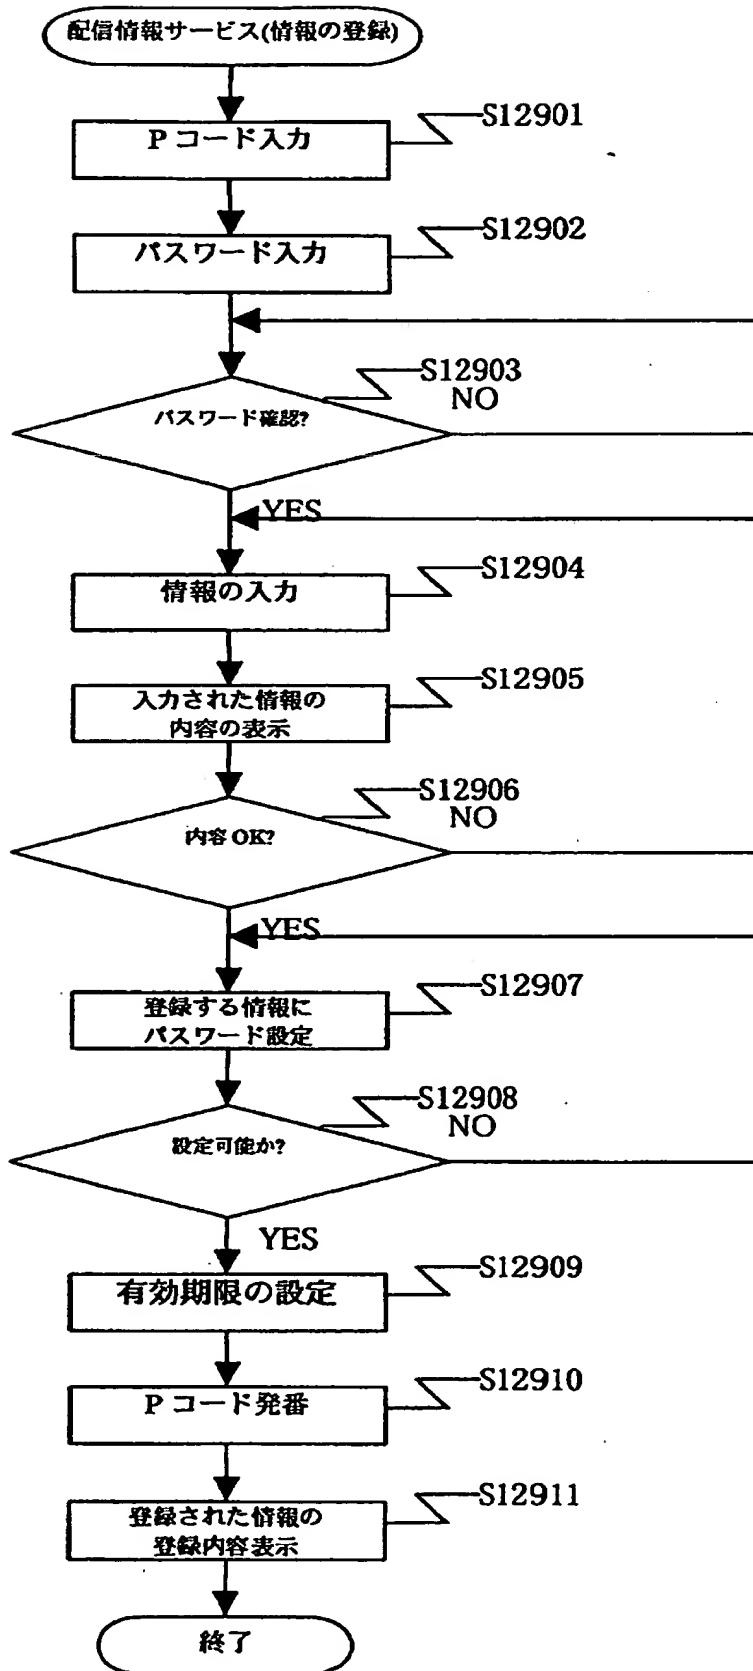 配信情報サービス(情報の登録)
P コード入力
S12901
パスワード入力
S12902
パスワード確認?
S12903
NO
YES
情報の入力
S12904
入力された情報の
内容の表示
S12905
内容 OK?
S12906
NO
YES
登録する情報に
パスワード設定
S12907
設定可能か?
S12908
NO
YES
有効期限の設定
S12909
P コード発番
S12910
登録された情報の
登録内容表示
S12911
終了